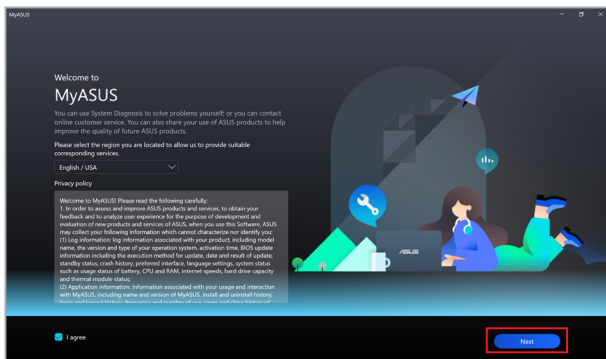 MyASUS
Welcome to
MyASUS
You can use System Diagnosis to solve problems yourself; or you can contact
online customer service. You can also share your use of ASUS products to help
improve the quality of future ASUS products.
Please select the region you are located to allow us to provide suitable
corresponding services.
English / USA
Privacy policy
Welcome to MyASUS! Please read the following carefully:
1. In order to assess and improve ASUS products and services, to obtain your
feedback and to analyze user experience for the purpose of development and
evaluation of new products and services of ASUS, when you use this Software, ASUS
may collect your following information which cannot characterize nor identify you:
(1) Log information: log information associated with your product, including model
name, the version and type of your operation system, activation time, BIOS update
information including the execution method for update, date and result of update,
standby status, crash history, preferred interface, language settings, system status
such as usage status of battery, CPU and RAM, internet speeds, hard drive capacity
and thermal module status;
(2) Application information: information associated with your usage and interaction
with MyASUS, including name and version of MyASUS, install and uninstall history,
ASUS
I agree
Next